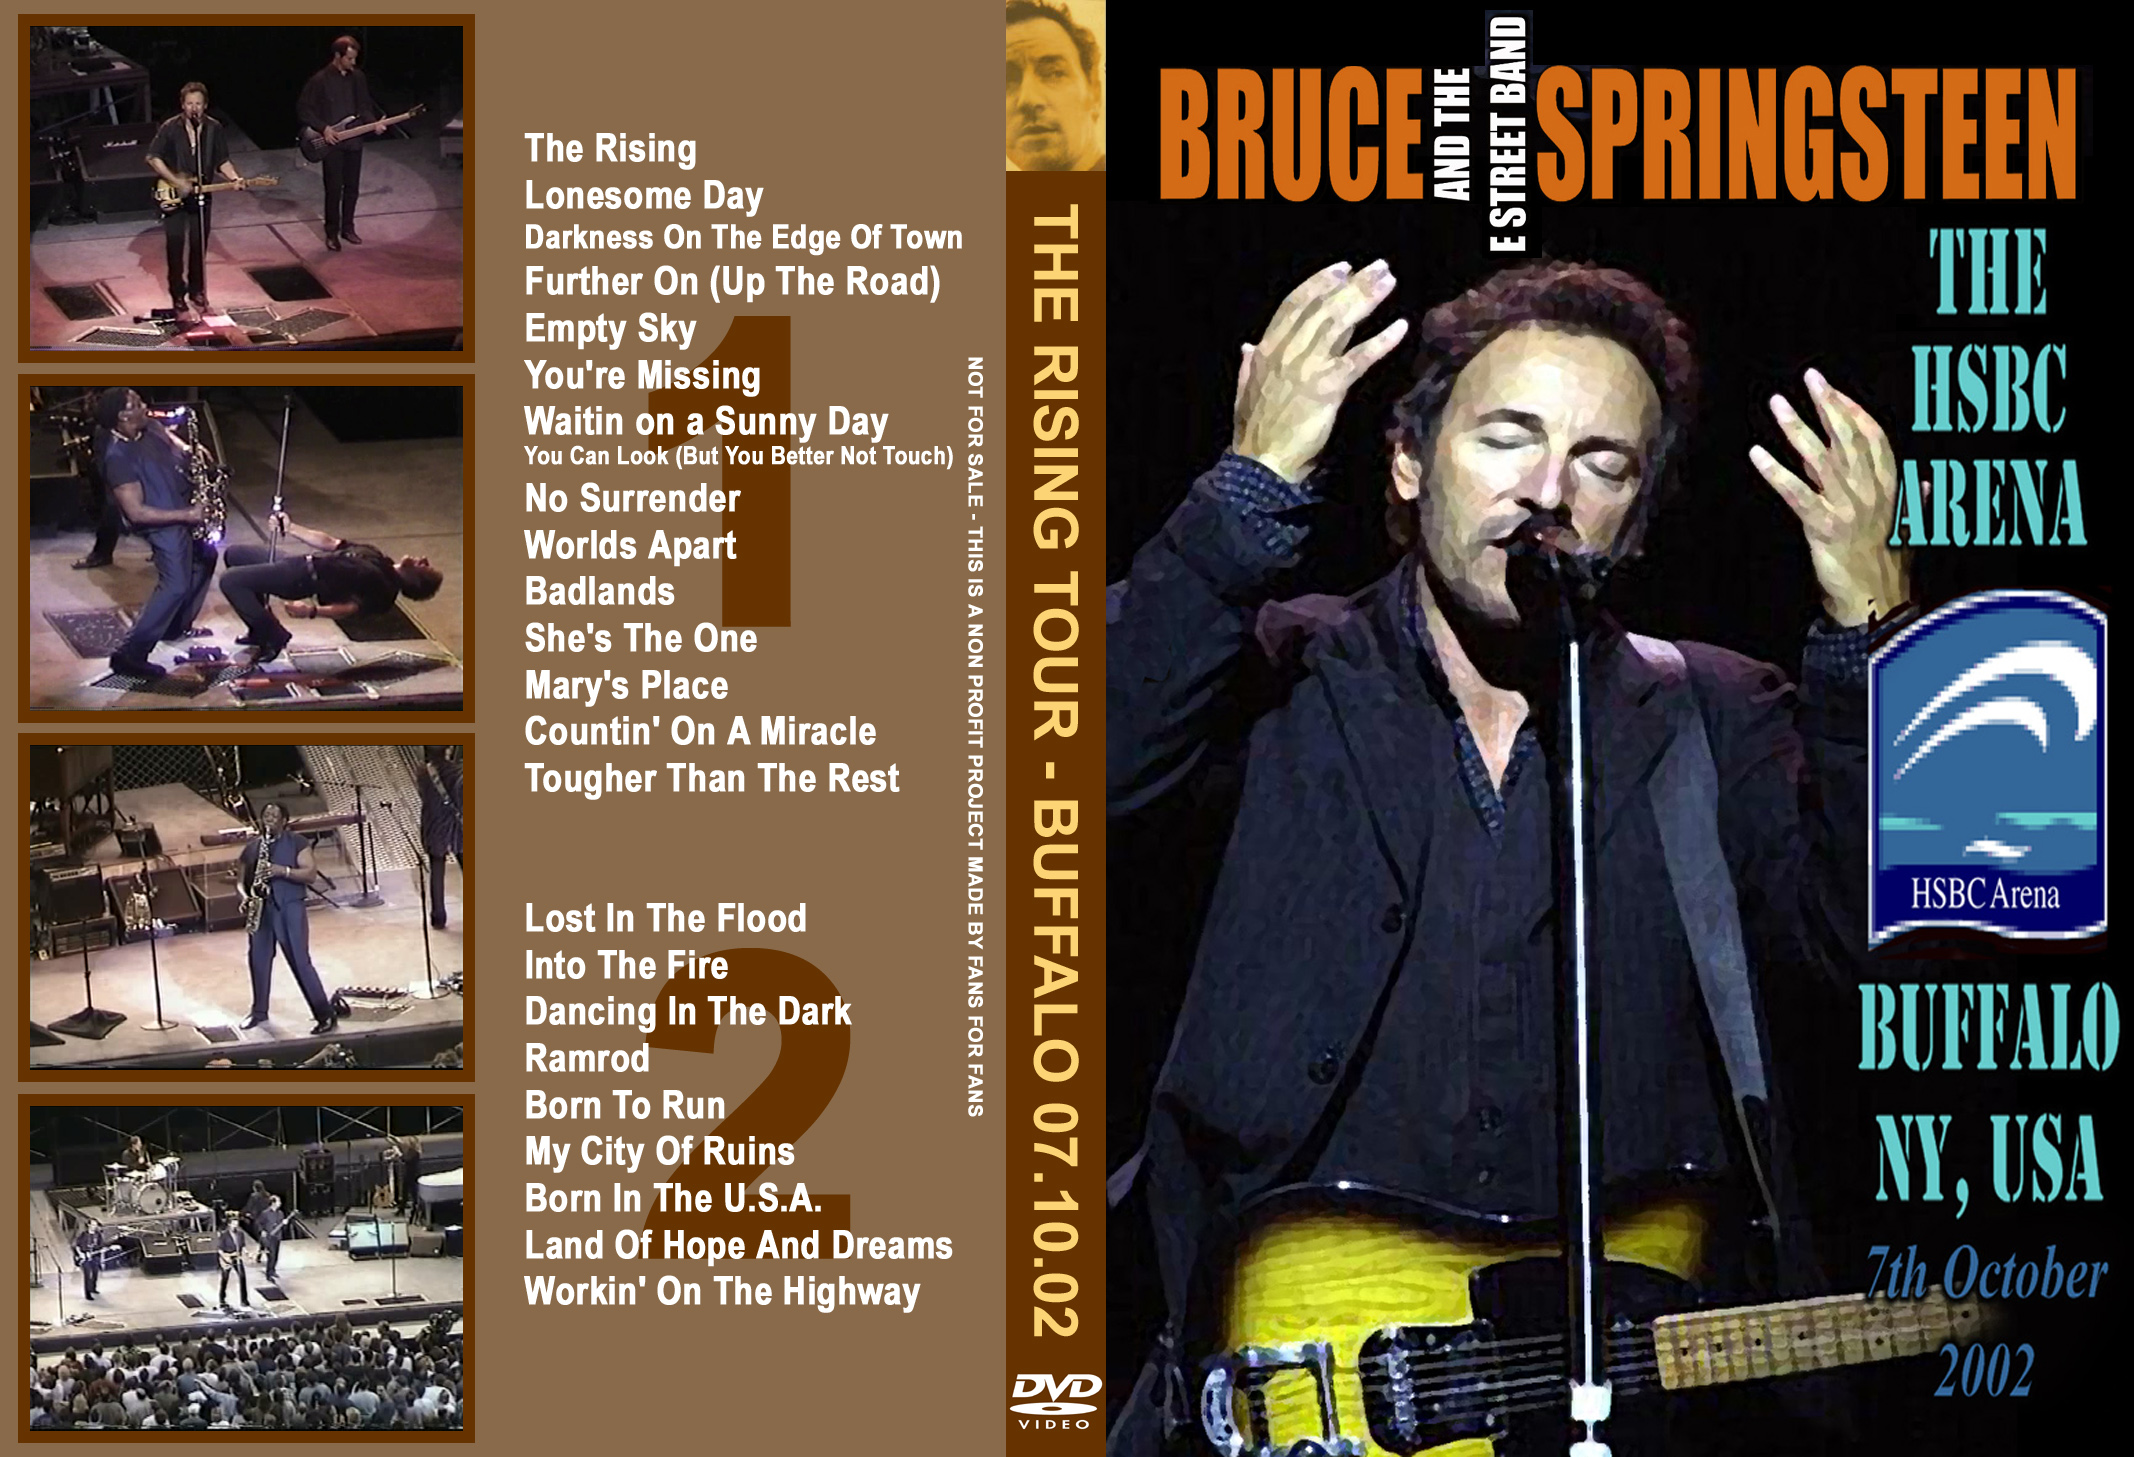 The Rising
Lonesome Day
Darkness On The Edge Of Town
Further On (Up The Road)
Empty Sky
You're Missing
Waitin on a Sunny Day
You Can Look (But You Better Not Touch)
No Surrender
Worlds Apart
Badlands
She's The One
Mary's Place
Countin' On A Miracle
Tougher Than The Rest
1
Lost In The Flood
Into The Fire
Dancing In The Dark
Ramrod
Born To Run
My City Of Ruins
Born In The U.S.A.
Land Of Hope And Dreams
Workin' On The Highway
2
NOT FOR SALE - THIS IS A NON PROFIT PROJECT MADE BY FANS FOR FANS
THE RISING TOUR - BUFFALO 07.10.02
DVD
VIDEO
BRUCE
AND THE
E STREET BAND
SPRINGSTEEN
THE
HSBC
ARENA
HSBC Arena
BUFFALO
NY, USA
7th October
2002